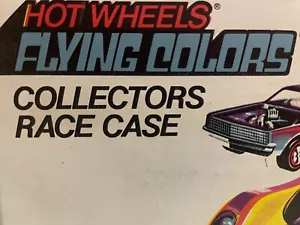 HOT WHEELS®
FLYING COLORS
COLLECTORS
RACE CASE